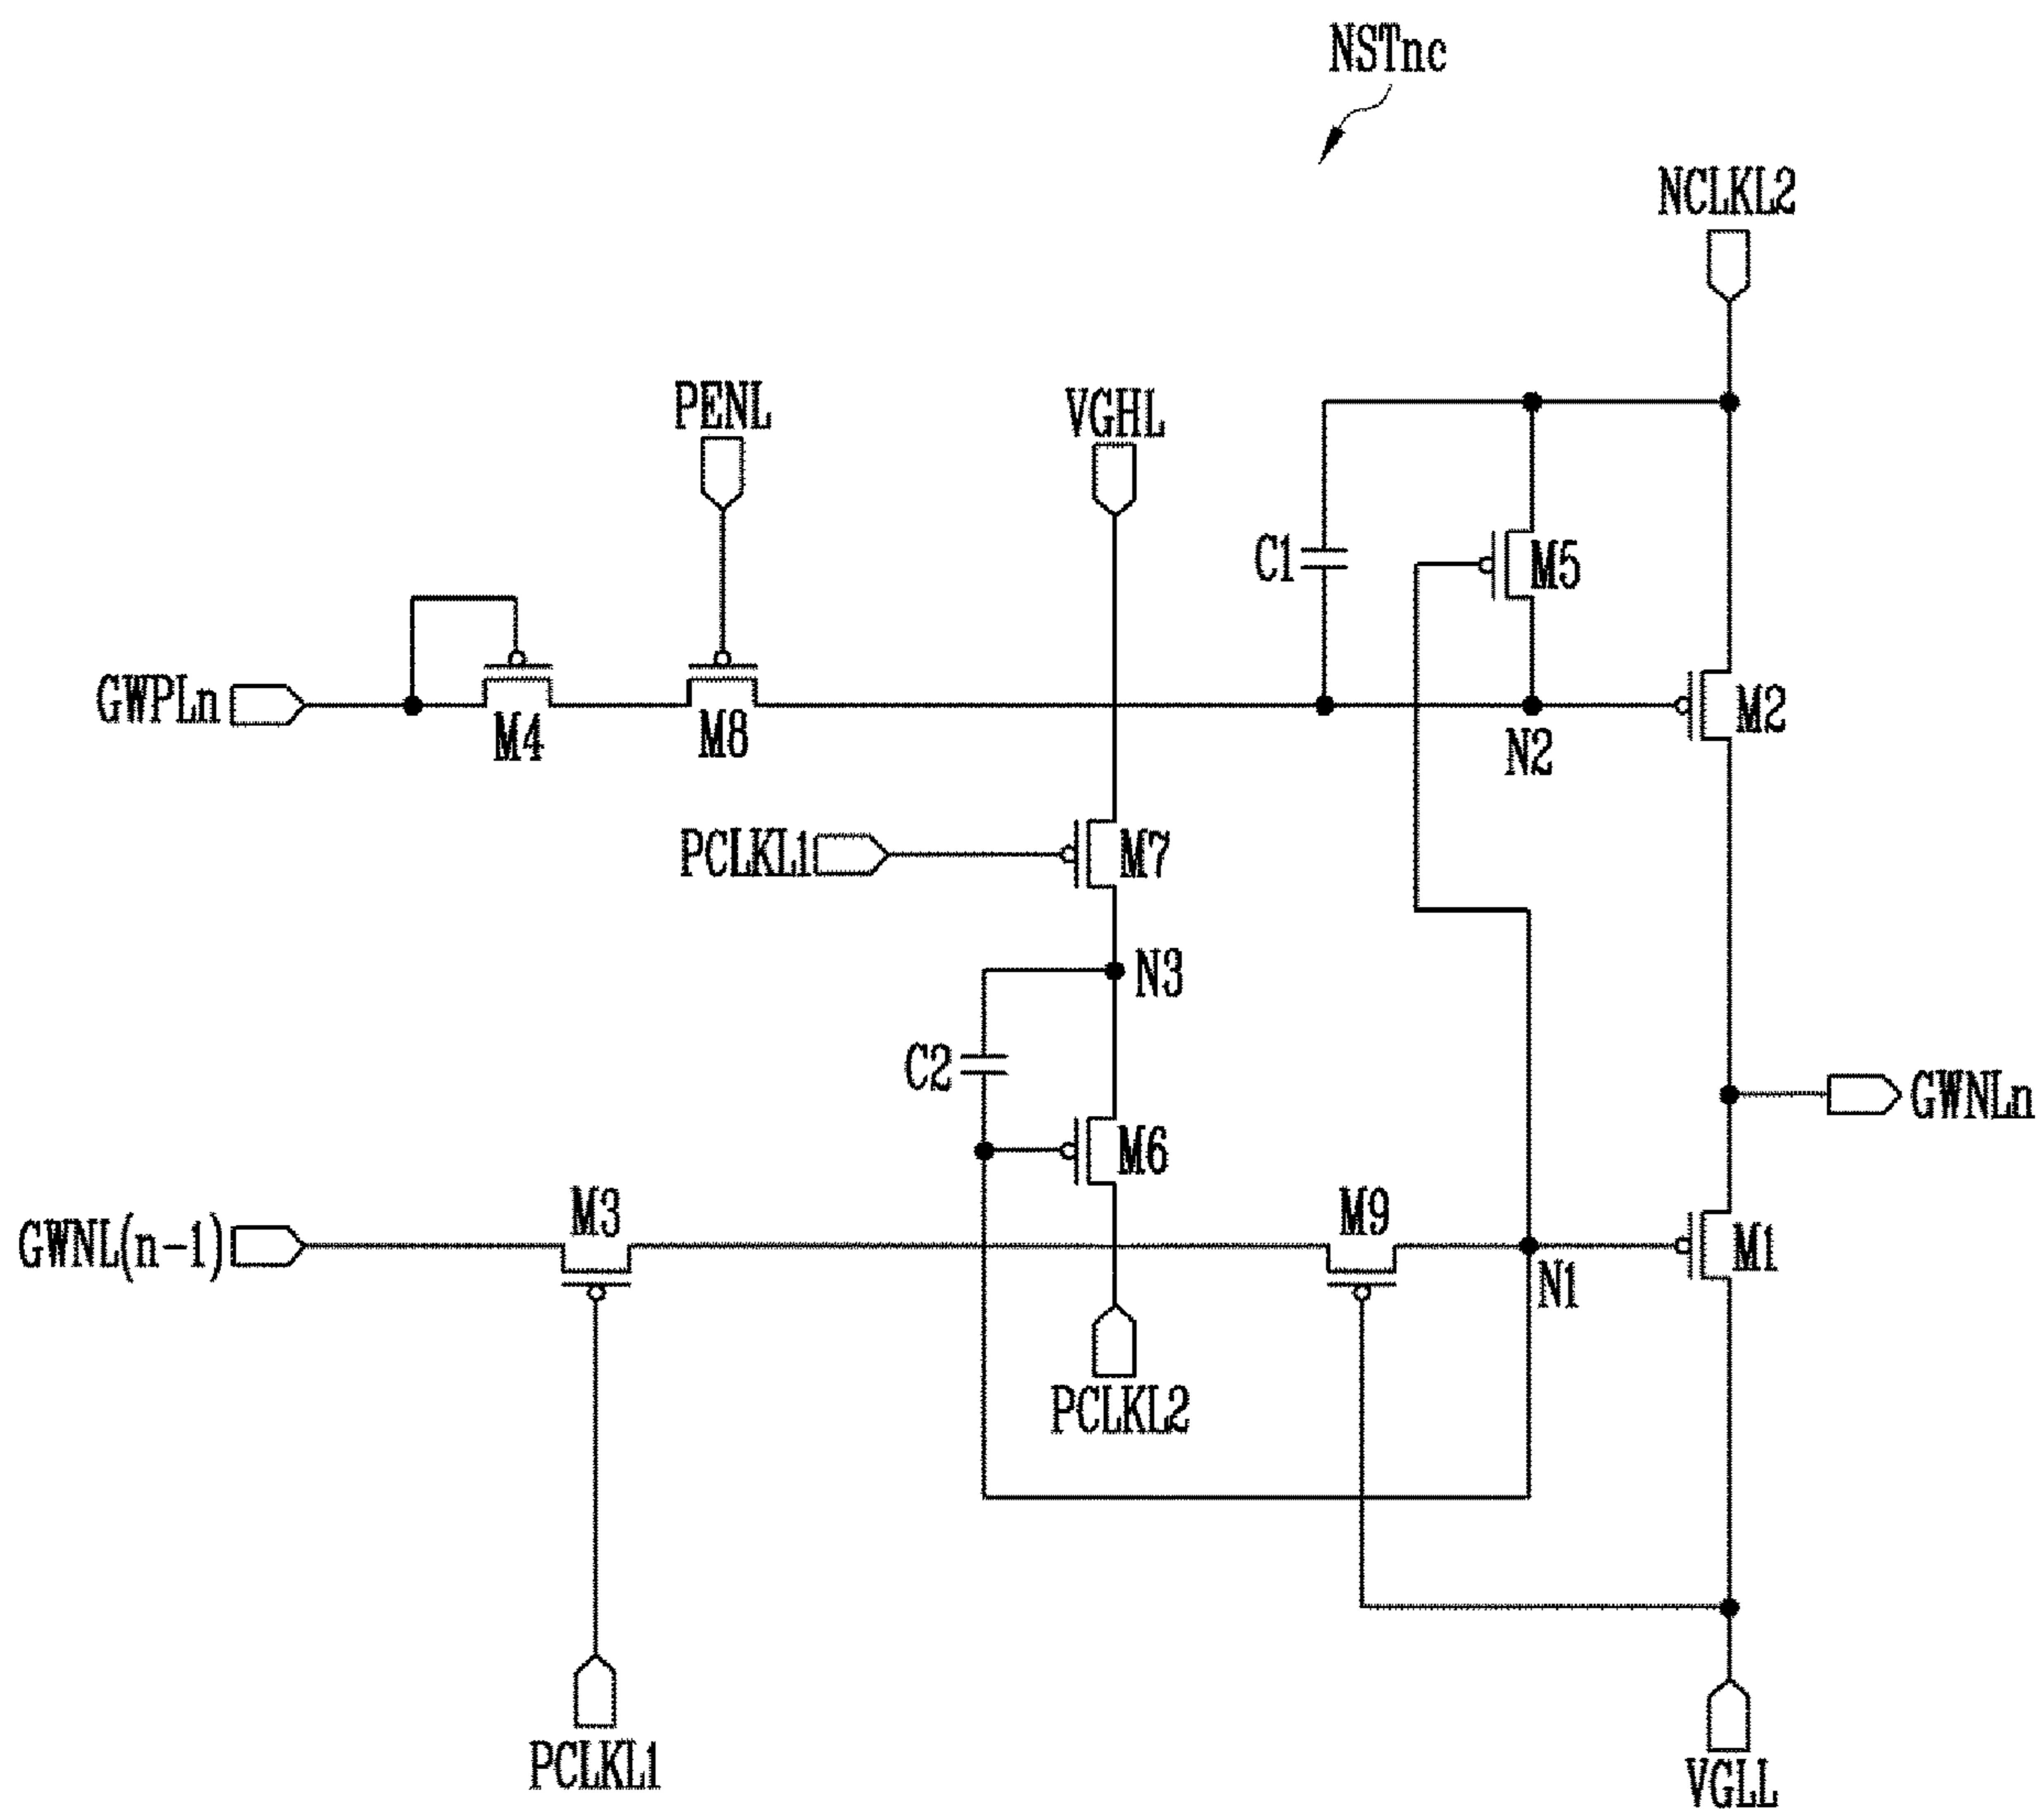 NSTnc
NCLKL2
PENL
VGHL
C1
M5
GWPLn
M4
M8
N2
M2
PCLKL1
M7
N3
C2
M6
GWNLn
GWNL(n-1)
M3
M9
N1
M1
PCLKL2
PCLKL1
VGLL